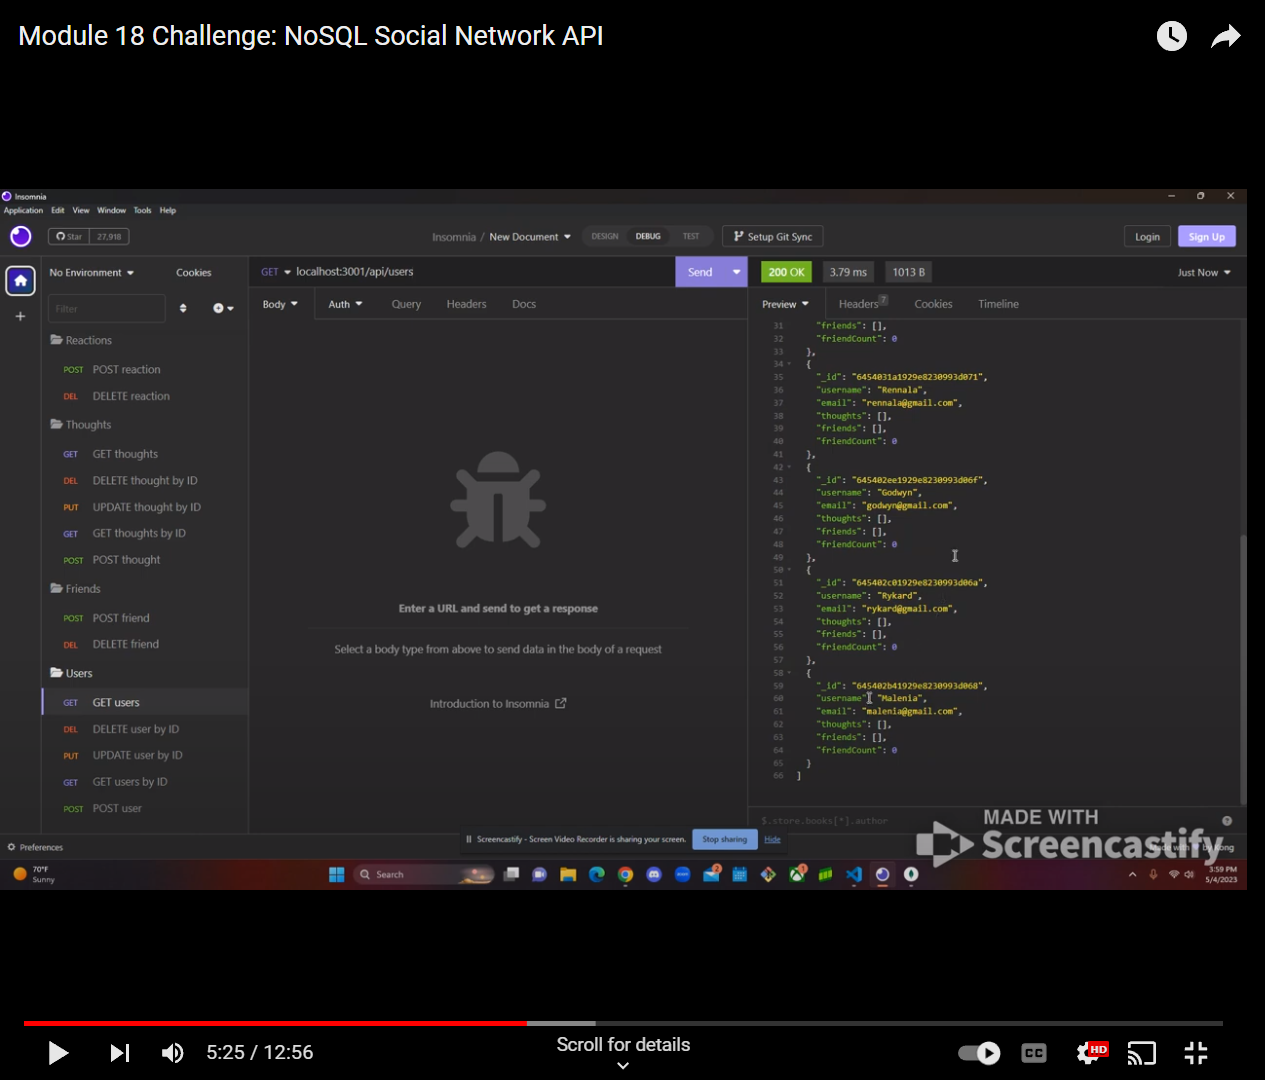 Module 18 Challenge: NoSQL Social Network API
Insomnia
Application Edit View Window Tools Help
Star 27,918
Insomnia / New Document
DESIGN DEBUG TEST
Setup Git Sync
Login
Sign Up
No Environment
Cookies
GET localhost:3001/api/users
Send
200 OK
3.79 ms
1013 B
Just Now
Filter
Body
Auth
Query
Headers
Docs
Preview
Headers 7
Cookies
Timeline
Reactions
POST POST reaction
DEL DELETE reaction
Thoughts
GET GET thoughts
DEL DELETE thought by ID
PUT UPDATE thought by ID
GET GET thoughts by ID
POST POST thought
Friends
POST POST friend
DEL DELETE friend
Users
GET GET users
DEL DELETE user by ID
PUT UPDATE user by ID
GET GET users by ID
POST POST user
Enter a URL and send to get a response
Select a body type from above to send data in the body of a request
Introduction to Insomnia
31 "friends": [],
32 "friendCount": 0
33 },
34 {
35 "_id": "6454031a1929e8230993d071",
36 "username": "Rennala",
37 "email": "rennala@gmail.com",
38 "thoughts": [],
39 "friends": [],
40 "friendCount": 0
41 },
42 {
43 "_id": "645402ee1929e8230993d06f",
44 "username": "Godwyn",
45 "email": "godwyn@gmail.com",
46 "thoughts": [],
47 "friends": [],
48 "friendCount": 0
49 },
50 {
51 "_id": "645402c01929e8230993d06a",
52 "username": "Rykard",
53 "email": "rykard@gmail.com",
54 "thoughts": [],
55 "friends": [],
56 "friendCount": 0
57 },
58 {
59 "_id": "645402b41929e8230993d068",
60 "username": "Malenia",
61 "email": "malenia@gmail.com",
62 "thoughts": [],
63 "friends": [],
64 "friendCount": 0
65 }
66 ]
$.store.books[*].author
MADE WITH
Screencastify
Screencastify - Screen Video Recorder is sharing your screen.
Stop sharing
Hide
Preferences
70°F
Sunny
Search
3:59 PM
5/4/2023
5:25 / 12:56
Scroll for details
CC
HD